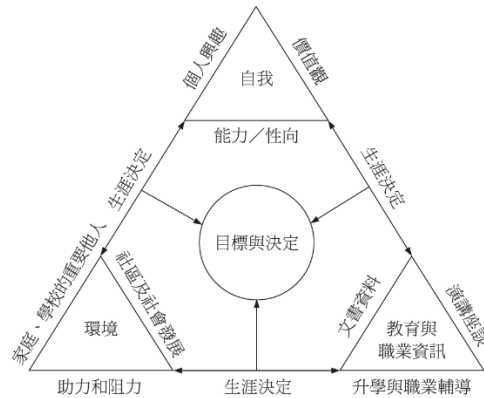 個人興趣
價值觀
自我
能力／性向
生涯決定
生涯決定
目標與決定
家庭、學校的重要他人
社區及社會發展
環境
助力和阻力
生涯決定
文書資料
演講座談
教育與
職業資訊
升學與職業輔導